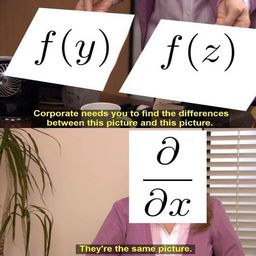 f(y) f(z)
Corporate needs you to find the differences
between this picture and this picture.
∂
∂x
They're the same picture.